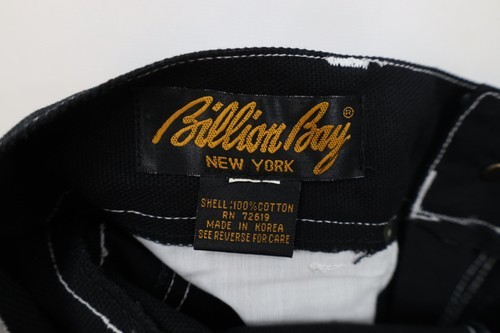 Billion Bay ®
NEW YORK
SHELL: 100% COTTON
RN 72619
MADE IN KOREA
SEE REVERSE FOR CARE